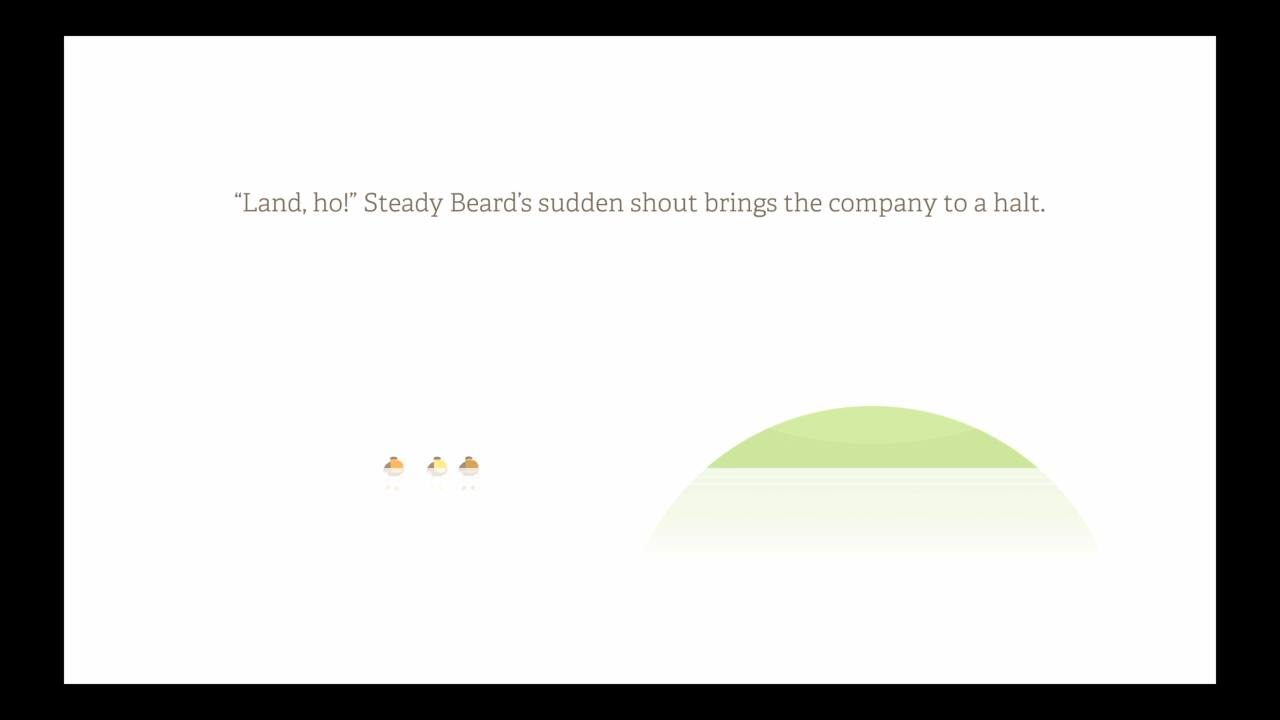 “Land, ho!” Steady Beard’s sudden shout brings the company to a halt.